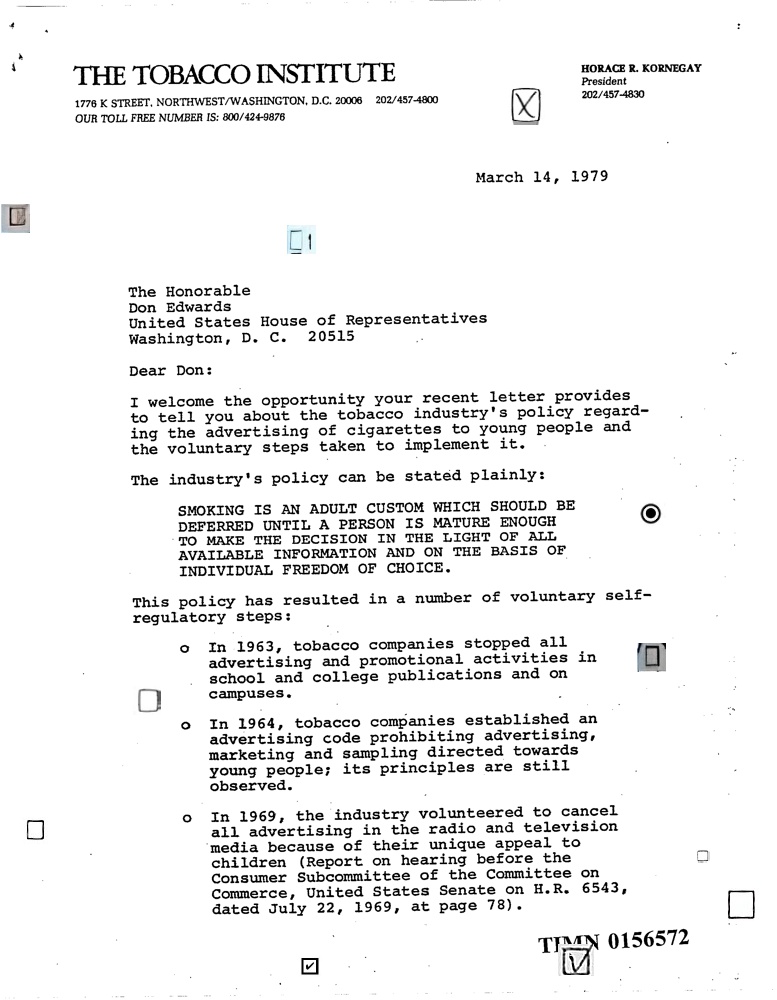 THE TOBACCO INSTITUTE
1776 K STREET, NORTHWEST/WASHINGTON, D.C. 20006 202/457-4800
OUR TOLL FREE NUMBER IS: 800/424-9876
HORACE R. KORNEGAY
President
202/457-4830
March 14, 1979
1
The Honorable
Don Edwards
United States House of Representatives
Washington, D. C. 20515
Dear Don:
I welcome the opportunity your recent letter provides
to tell you about the tobacco industry's policy regard-
ing the advertising of cigarettes to young people and
the voluntary steps taken to implement it.
The industry's policy can be stated plainly:
SMOKING IS AN ADULT CUSTOM WHICH SHOULD BE
DEFERRED UNTIL A PERSON IS MATURE ENOUGH
TO MAKE THE DECISION IN THE LIGHT OF ALL
AVAILABLE INFORMATION AND ON THE BASIS OF
INDIVIDUAL FREEDOM OF CHOICE.
This policy has resulted in a number of voluntary self-
regulatory steps:
o In 1963, tobacco companies stopped all
advertising and promotional activities in
school and college publications and on
campuses.
o In 1964, tobacco companies established an
advertising code prohibiting advertising,
marketing and sampling directed towards
young people; its principles are still
observed.
o In 1969, the industry volunteered to cancel
all advertising in the radio and television
media because of their unique appeal to
children (Report on hearing before the
Consumer Subcommittee of the Committee on
Commerce, United States Senate on H.R. 6543,
dated July 22, 1969, at page 78).
TIMN 0156572